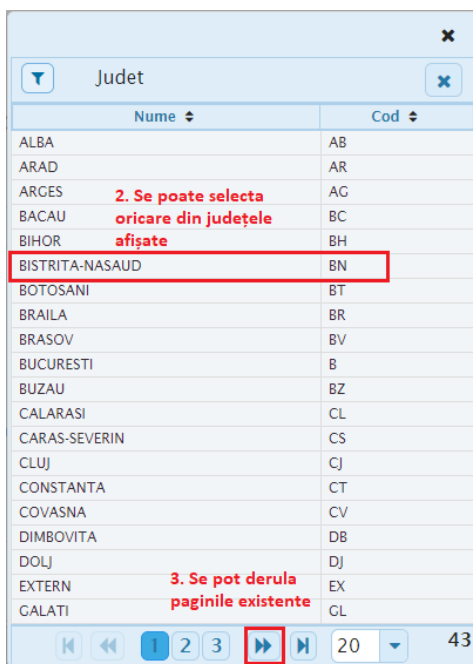 Judet
Nume Cod
ALBA AB
ARAD AR
ARGES AG
BACAU BC
BIHOR BH
2. Se poate selecta
oricare din județele
afișate
BISTRITA-NASAUD BN
BOTOSANI BT
BRAILA BR
BRASOV BV
BUCURESTI B
BUZAU BZ
CALARASI CL
CARAS-SEVERIN CS
CLUJ CJ
CONSTANTA CT
COVASNA CV
DIMBOVITA DB
DOLJ DJ
EXTERN EX
GALATI GL
3. Se pot derula
paginile existente
1 2 3 20 43